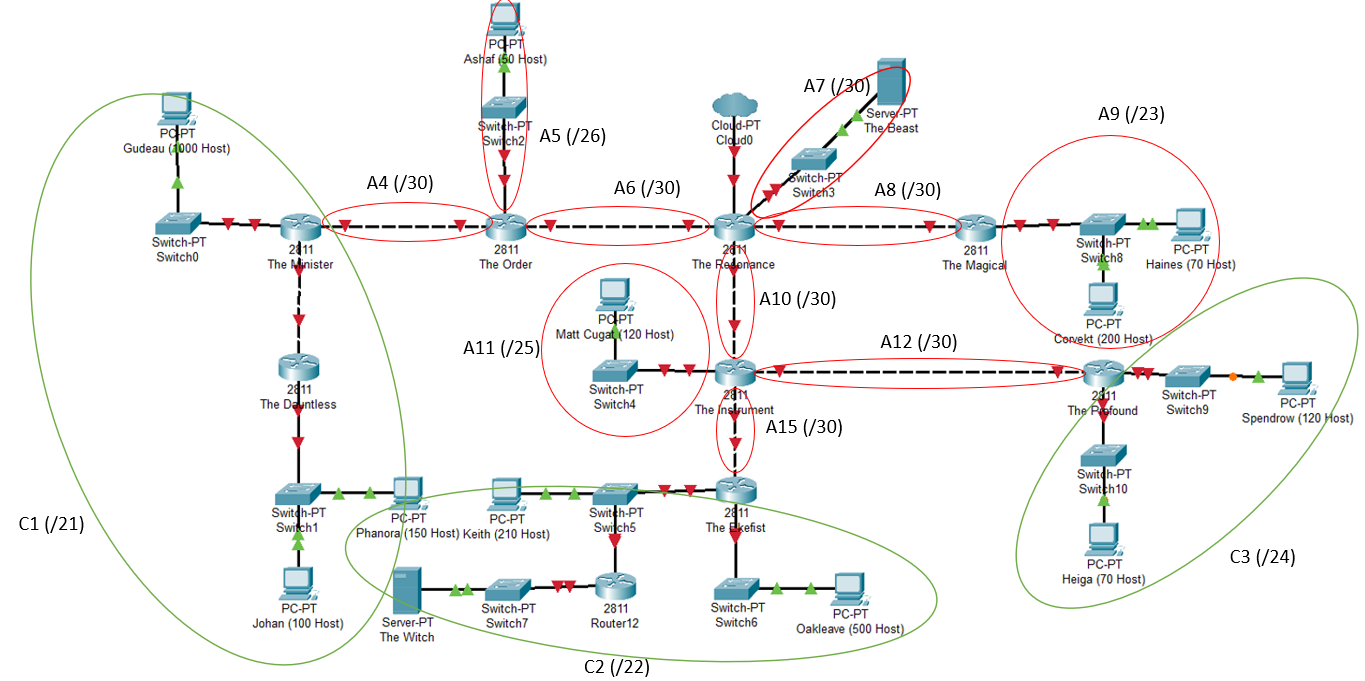 PC-PT
Ashaf (50 Host)
Switch-PT
Switch2
A5 (/26)
PC-PT
Gudeau (1000 Host)
Switch-PT
Switch0
A4 (/30)
2811
The Minister
2811
The Order
A6 (/30)
Cloud-PT
Cloud0
A7 (/30)
Server-PT
The Beast
Switch-PT
Switch3
2811
The Resonance
A8 (/30)
2811
The Magical
A9 (/23)
Switch-PT
Switch8
PC-PT
Haines (70 Host)
PC-PT
Corvekt (200 Host)
A10 (/30)
PC-PT
Matt Cugat (120 Host)
A11 (/25)
Switch-PT
Switch4
2811
The Instrument
A12 (/30)
2811
The Profound
Switch-PT
Switch9
PC-PT
Spendrow (120 Host)
2811
The Dauntless
A15 (/30)
Switch-PT
Switch10
PC-PT
Heiga (70 Host)
C3 (/24)
C1 (/21)
Switch-PT
Switch1
PC-PT
Phanora (150 Host)
PC-PT
Keith (210 Host)
Switch-PT
Switch5
2811
The Ekefist
PC-PT
Johan (100 Host)
Server-PT
The Witch
Switch-PT
Switch7
2811
Router12
Switch-PT
Switch6
PC-PT
Oakleave (500 Host)
C2 (/22)